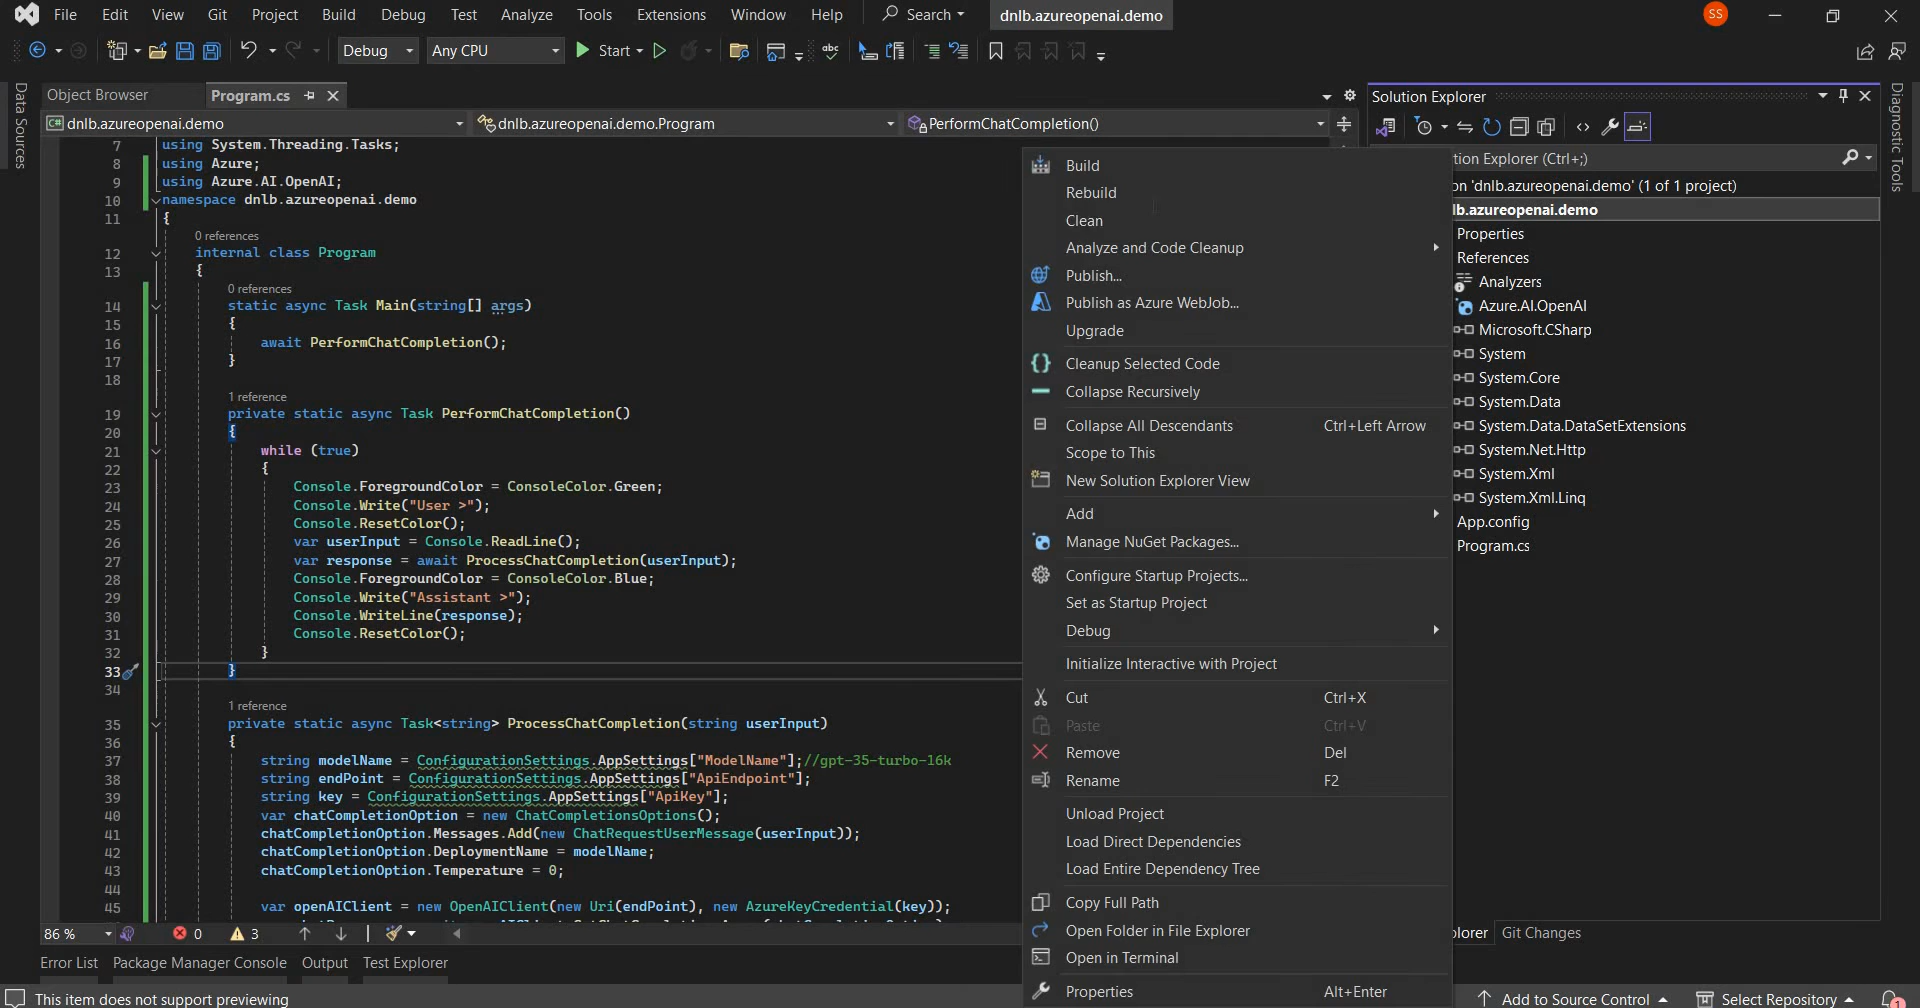 File Edit View Git Project Build Debug Test Analyze Tools Extensions Window Help Search dnlb.azureopenai.demo SS
Debug Any CPU Start
Data Sources
Object Browser Program.cs
dnlb.azureopenai.demo dnlb.azureopenai.demo.Program PerformChatCompletion()
7 using System.Threading.Tasks;
8 using Azure;
9 using Azure.AI.OpenAI;
10 namespace dnlb.azureopenai.demo
11 {
0 references
12 internal class Program
13 {
0 references
14 static async Task Main(string[] args)
15 {
16 await PerformChatCompletion();
17 }
18
1 reference
19 private static async Task PerformChatCompletion()
20 {
21 while (true)
22 {
23 Console.ForegroundColor = ConsoleColor.Green;
24 Console.Write("User >");
25 Console.ResetColor();
26 var userInput = Console.ReadLine();
27 var response = await ProcessChatCompletion(userInput);
28 Console.ForegroundColor = ConsoleColor.Blue;
29 Console.Write("Assistant >");
30 Console.WriteLine(response);
31 Console.ResetColor();
32 }
33 }
34
1 reference
35 private static async Task<string> ProcessChatCompletion(string userInput)
36 {
37 string modelName = ConfigurationSettings.AppSettings["ModelName"];//gpt-35-turbo-16k
38 string endPoint = ConfigurationSettings.AppSettings["ApiEndpoint"];
39 string key = ConfigurationSettings.AppSettings["ApiKey"];
40 var chatCompletionOption = new ChatCompletionsOptions();
41 chatCompletionOption.Messages.Add(new ChatRequestUserMessage(userInput));
42 chatCompletionOption.DeploymentName = modelName;
43 chatCompletionOption.Temperature = 0;
44
45 var openAIClient = new OpenAIClient(new Uri(endPoint), new AzureKeyCredential(key));
86 % 0 3
Error List Package Manager Console Output Test Explorer
This item does not support previewing
Build
Rebuild
Clean
Analyze and Code Cleanup
Publish...
Publish as Azure WebJob...
Upgrade
Cleanup Selected Code
Collapse Recursively
Collapse All Descendants Ctrl+Left Arrow
Scope to This
New Solution Explorer View
Add
Manage NuGet Packages...
Configure Startup Projects...
Set as Startup Project
Debug
Initialize Interactive with Project
Cut Ctrl+X
Paste Ctrl+V
Remove Del
Rename F2
Unload Project
Load Direct Dependencies
Load Entire Dependency Tree
Copy Full Path
Open Folder in File Explorer
Open in Terminal
Properties Alt+Enter
Solution Explorer
tion Explorer (Ctrl+;)
on 'dnlb.azureopenai.demo' (1 of 1 project)
lb.azureopenai.demo
Properties
References
Analyzers
Azure.AI.OpenAI
Microsoft.CSharp
System
System.Core
System.Data
System.Data.DataSetExtensions
System.Net.Http
System.Xml
System.Xml.Linq
App.config
Program.cs
plorer Git Changes
Diagnostic Tools
Add to Source Control Select Repository 1